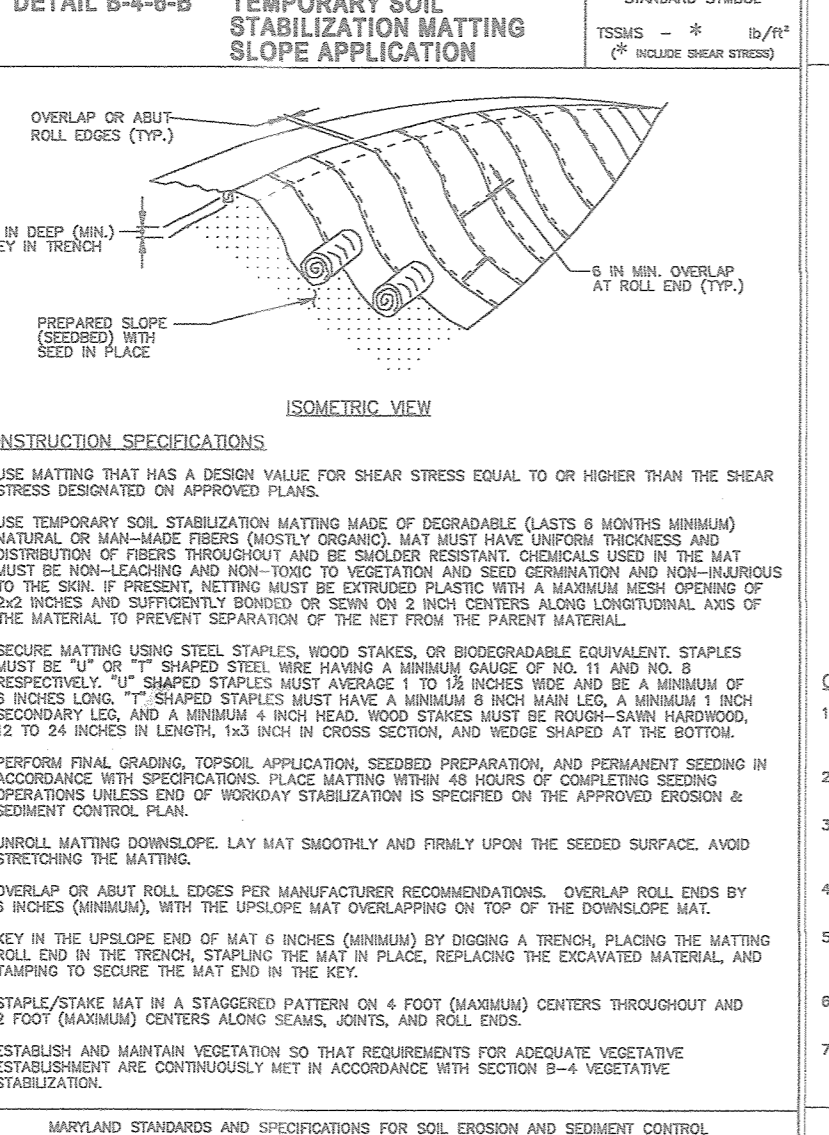 DETAIL B-4-6-B TEMPORARY SOIL
STABILIZATION MATTING
SLOPE APPLICATION
STANDARD SYMBOL
TSSMS - * lb/ft²
(* INCLUDE SHEAR STRESS)
OVERLAP OR ABUT
ROLL EDGES (TYP.)
IN DEEP (MIN.)
EY IN TRENCH
6 IN MIN. OVERLAP
AT ROLL END (TYP.)
PREPARED SLOPE
(SEEDBED) WITH
SEED IN PLACE
ISOMETRIC VIEW
NSTRUCTION SPECIFICATIONS
USE MATTING THAT HAS A DESIGN VALUE FOR SHEAR STRESS EQUAL TO OR HIGHER THAN THE SHEAR
STRESS DESIGNATED ON APPROVED PLANS.
USE TEMPORARY SOIL STABILIZATION MATTING MADE OF DEGRADABLE (LASTS 6 MONTHS MINIMUM)
NATURAL OR MAN-MADE FIBERS (MOSTLY ORGANIC). MAT MUST HAVE UNIFORM THICKNESS AND
DISTRIBUTION OF FIBERS THROUGHOUT AND BE SMOLDER RESISTANT. CHEMICALS USED IN THE MAT
MUST BE NON-LEACHING AND NON-TOXIC TO VEGETATION AND SEED GERMINATION AND NON-INJURIOUS
TO THE SKIN. IF PRESENT, NETTING MUST BE EXTRUDED PLASTIC WITH A MAXIMUM MESH OPENING OF
2x2 INCHES AND SUFFICIENTLY BONDED OR SEWN ON 2 INCH CENTERS ALONG LONGITUDINAL AXIS OF
THE MATERIAL TO PREVENT SEPARATION OF THE NET FROM THE PARENT MATERIAL.
SECURE MATTING USING STEEL STAPLES, WOOD STAKES, OR BIODEGRADABLE EQUIVALENT. STAPLES
MUST BE "U" OR "T" SHAPED STEEL WIRE HAVING A MINIMUM GAUGE OF NO. 11 AND NO. 8
RESPECTIVELY. "U" SHAPED STAPLES MUST AVERAGE 1 TO 1½ INCHES WIDE AND BE A MINIMUM OF
6 INCHES LONG. "T" SHAPED STAPLES MUST HAVE A MINIMUM 8 INCH MAIN LEG, A MINIMUM 1 INCH
SECONDARY LEG, AND A MINIMUM 4 INCH HEAD. WOOD STAKES MUST BE ROUGH-SAWN HARDWOOD,
12 TO 24 INCHES IN LENGTH, 1x3 INCH IN CROSS SECTION, AND WEDGE SHAPED AT THE BOTTOM.
PERFORM FINAL GRADING, TOPSOIL APPLICATION, SEEDBED PREPARATION, AND PERMANENT SEEDING IN
ACCORDANCE WITH SPECIFICATIONS. PLACE MATTING WITHIN 48 HOURS OF COMPLETING SEEDING
OPERATIONS UNLESS END OF WORKDAY STABILIZATION IS SPECIFIED ON THE APPROVED EROSION &
SEDIMENT CONTROL PLAN.
UNROLL MATTING DOWNSLOPE. LAY MAT SMOOTHLY AND FIRMLY UPON THE SEEDED SURFACE. AVOID
STRETCHING THE MATTING.
OVERLAP OR ABUT ROLL EDGES PER MANUFACTURER RECOMMENDATIONS. OVERLAP ROLL ENDS BY
6 INCHES (MINIMUM), WITH THE UPSLOPE MAT OVERLAPPING ON TOP OF THE DOWNSLOPE MAT.
KEY IN THE UPSLOPE END OF MAT 6 INCHES (MINIMUM) BY DIGGING A TRENCH, PLACING THE MATTING
ROLL END IN THE TRENCH, STAPLING THE MAT IN PLACE, REPLACING THE EXCAVATED MATERIAL, AND
TAMPING TO SECURE THE MAT END IN THE KEY.
STAPLE/STAKE MAT IN A STAGGERED PATTERN ON 4 FOOT (MAXIMUM) CENTERS THROUGHOUT AND
2 FOOT (MAXIMUM) CENTERS ALONG SEAMS, JOINTS, AND ROLL ENDS.
ESTABLISH AND MAINTAIN VEGETATION SO THAT REQUIREMENTS FOR ADEQUATE VEGETATIVE
ESTABLISHMENT ARE CONTINUOUSLY MET IN ACCORDANCE WITH SECTION B-4 VEGETATIVE
STABILIZATION.
MARYLAND STANDARDS AND SPECIFICATIONS FOR SOIL EROSION AND SEDIMENT CONTROL
1
2
3
4
5
6
7